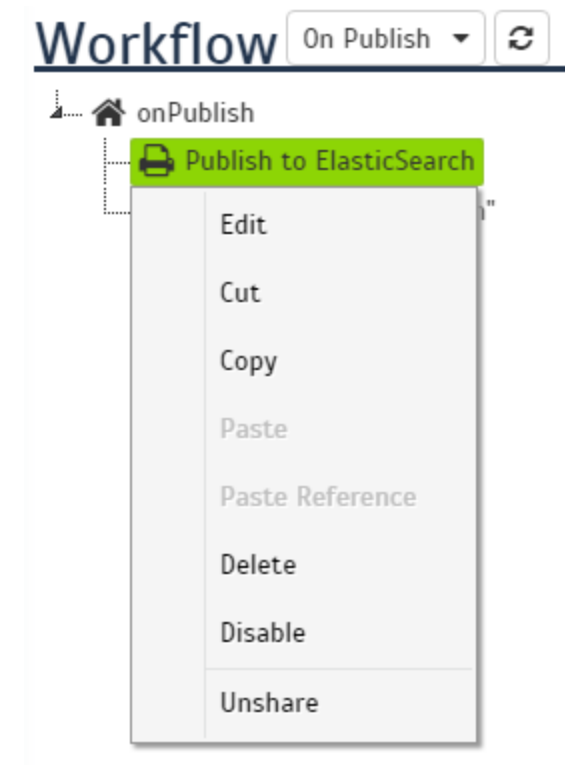 Workflow On Publish
onPublish
Publish to ElasticSearch
"
Edit
Cut
Copy
Paste
Paste Reference
Delete
Disable
Unshare